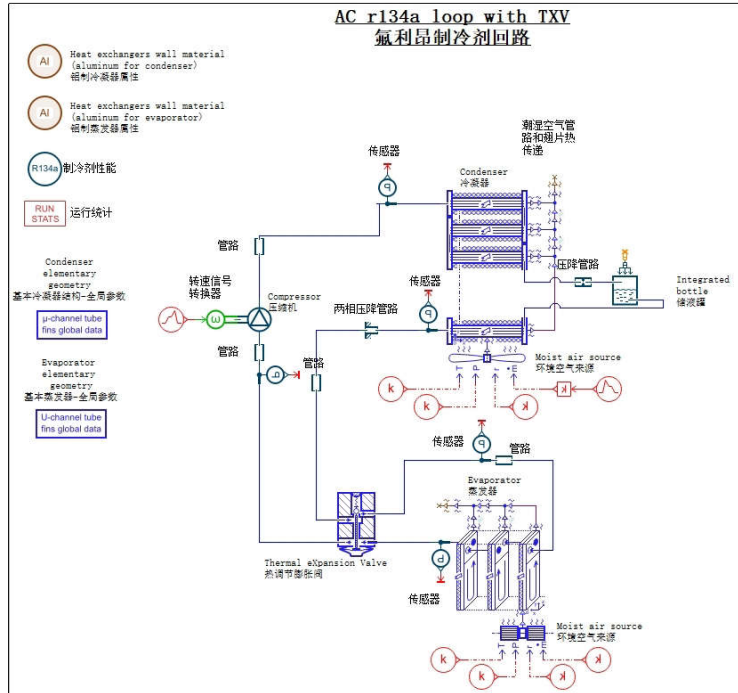 AC r134a loop with TXV
氟利昂制冷剂回路
Al
Heat exchangers wall material
(aluminum for condenser)
铝制冷凝器属性
Al
Heat exchangers wall material
(aluminum for evaporator)
铝制蒸发器属性
R134a
制冷剂性能
RUN
STATS
运行统计
Condenser
elementary
geometry
基本冷凝器结构-全局参数
μ-channel tube
fins global data
Evaporator
elementary
geometry
基本蒸发器-全局参数
U-channel tube
fins global data
传感器
P
Condenser
冷凝器
潮湿空气管
路和翅片热
传递
管路
转速信号
转换器
ω
Compressor
压缩机
管路
P
管路
两相压降管路
传感器
P
压降管路
Integrated
bottle
储液罐
Moist air source
环境空气来源
T
P
r
m
k
k
k
k
传感器
P
管路
Evaporator
蒸发器
Thermal eXpansion Valve
热调节膨胀阀
P
传感器
Moist air source
环境空气来源
T
P
r
m
k
k
k
k